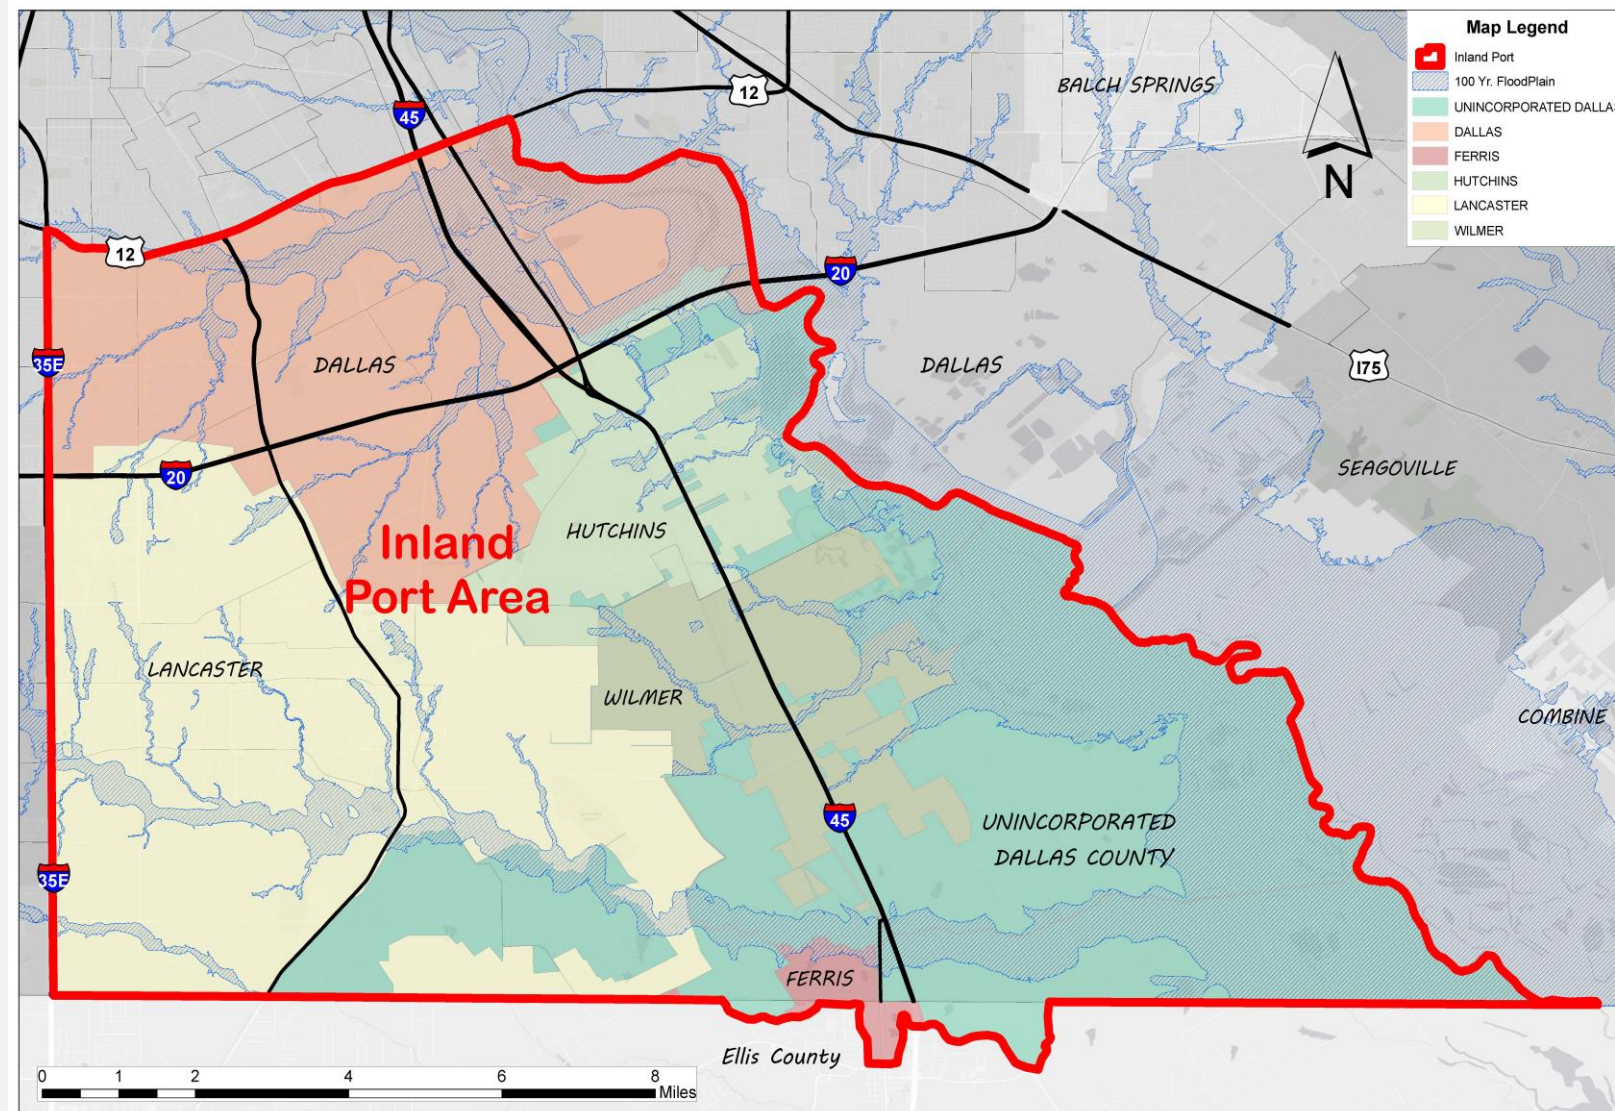 Map Legend
Inland Port
100 Yr. FloodPlain
UNINCORPORATED DALLAS
DALLAS
FERRIS
HUTCHINS
LANCASTER
WILMER
N
12
45
BALCH SPRINGS
12
20
35E
DALLAS
DALLAS
I75
20
SEAGOVILLE
HUTCHINS
Inland
Port Area
LANCASTER
WILMER
COMBINE
45
UNINCORPORATED
DALLAS COUNTY
35E
FERRIS
Ellis County
0 1 2 4 6 8
Miles